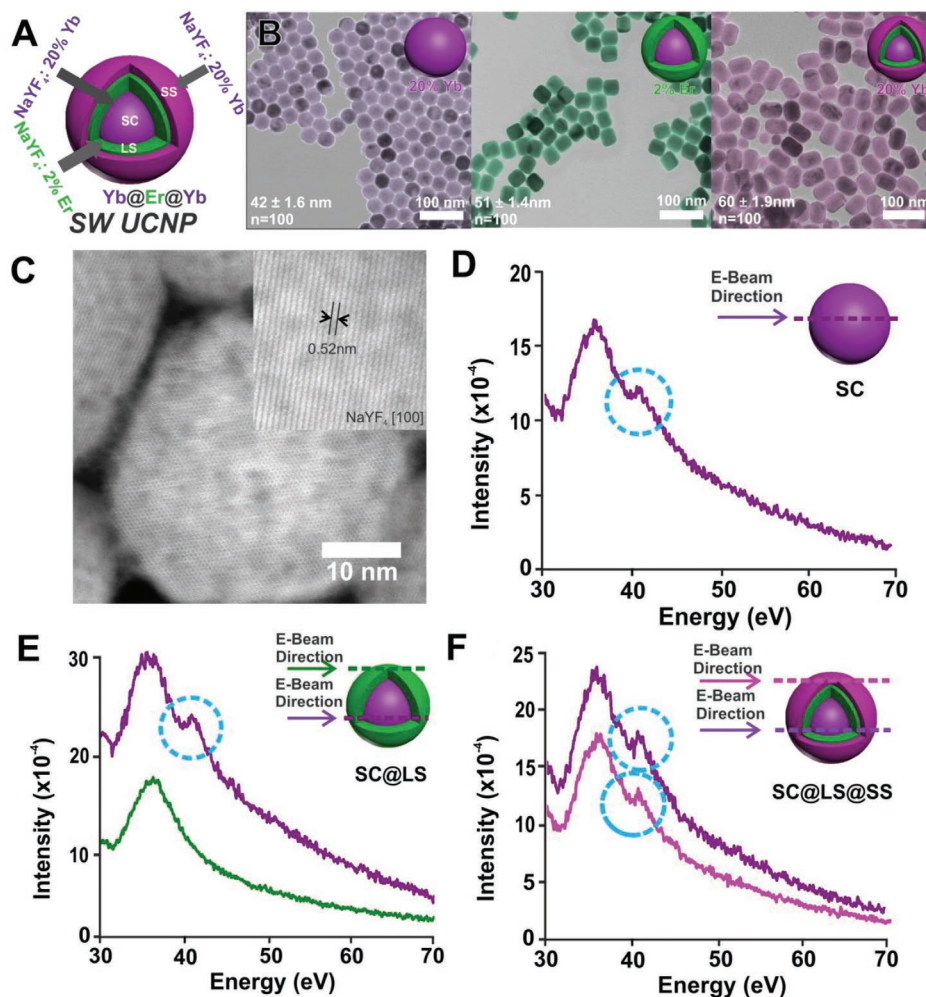 A
NaYF4: 20% Yb
NaYF4: 20% Yb
NaYF4: 2% Er
SS
SC
LS
Yb@Er@Yb
SW UCNP
B
20% Yb
42 ± 1.6 nm
n=100
100 nm
2% Er
51 ± 1.4nm
n=100
100 nm
20% Yb
60 ± 1.9nm
n=100
100 nm
C
0.52nm
NaYF4 [100]
10 nm
D
Intensity (x10-4)
20
15
10
5
0
30 40 50 60 70
Energy (eV)
E-Beam
Direction
SC
E
Intensity (x10-4)
30
20
10
0
30 40 50 60 70
Energy (eV)
E-Beam
Direction
E-Beam
Direction
SC@LS
F
Intensity (x10-4)
25
20
15
10
5
0
30 40 50 60 70
Energy (eV)
E-Beam
Direction
E-Beam
Direction
SC@LS@SS